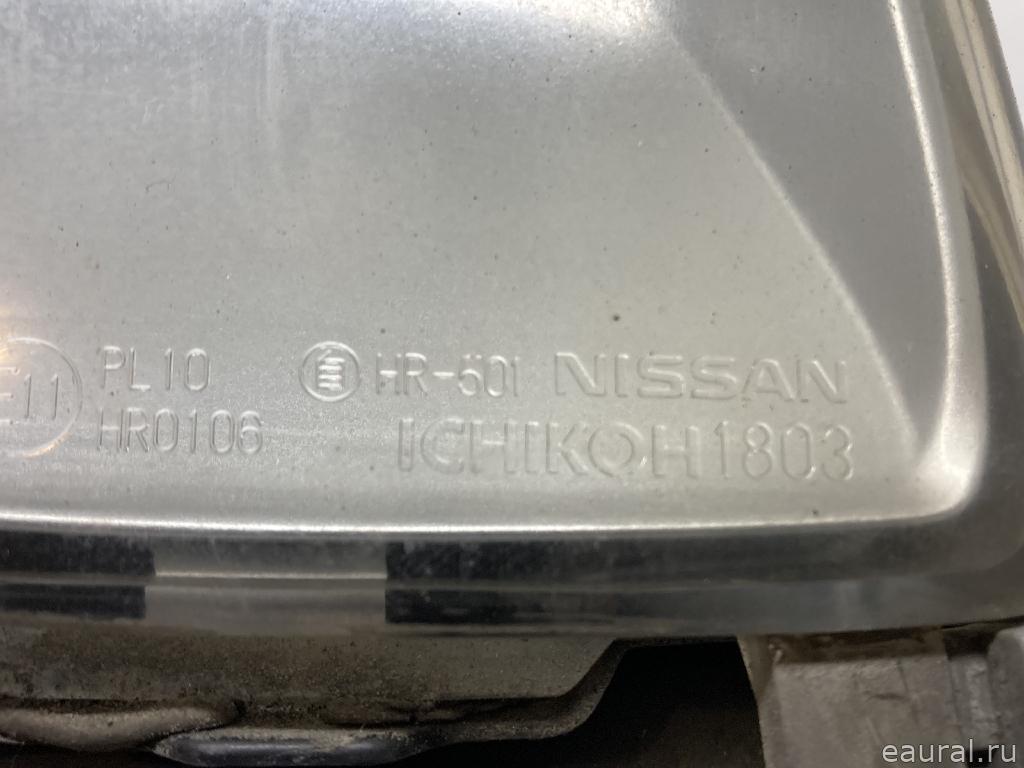 E11 PL10 HR-501 NISSAN
HR0106 ICHIKOH1803
eaural.ru